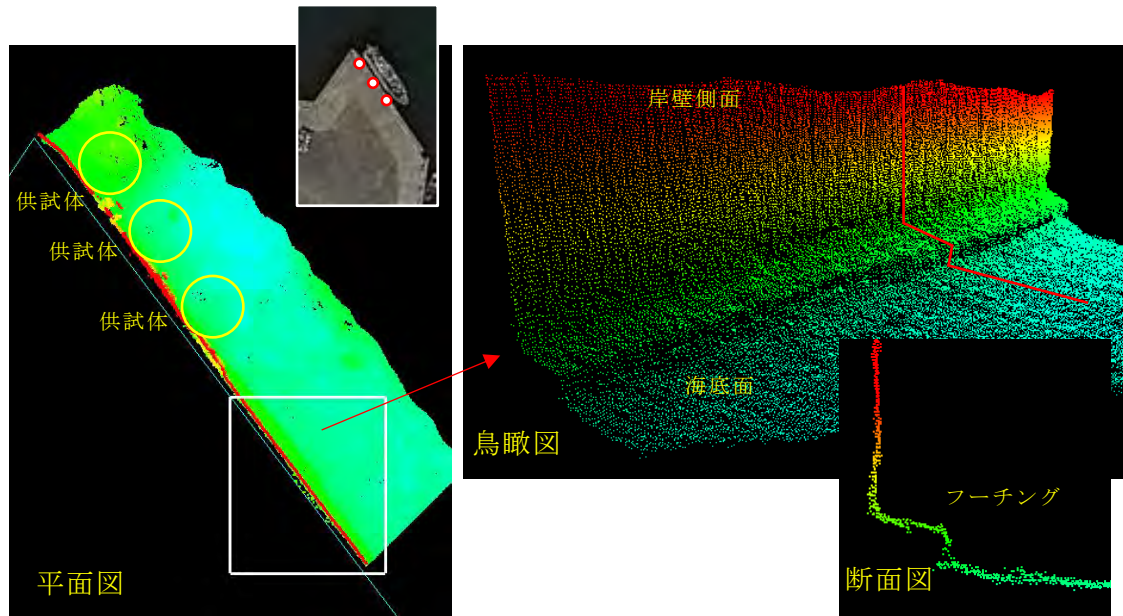 供試体
供試体
供試体
平面図
岸壁側面
海底面
鳥瞰図
フーチング
断面図